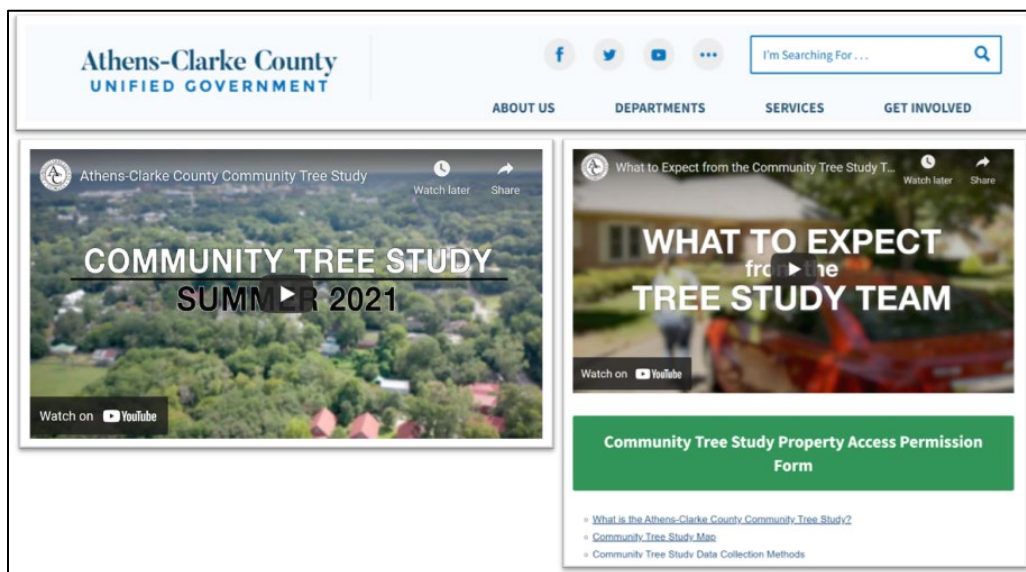 Athens-Clarke County
UNIFIED GOVERNMENT
I'm Searching For . . .
ABOUT US
DEPARTMENTS
SERVICES
GET INVOLVED
Athens-Clarke County Community Tree Study
Watch later
Share
COMMUNITY TREE STUDY
SUMMER 2021
Watch on YouTube
What to Expect from the Community Tree Study T...
Watch later
Share
WHAT TO EXPECT
from the
TREE STUDY TEAM
Watch on YouTube
Community Tree Study Property Access Permission
Form
What is the Athens-Clarke County Community Tree Study?
Community Tree Study Map
Community Tree Study Data Collection Methods